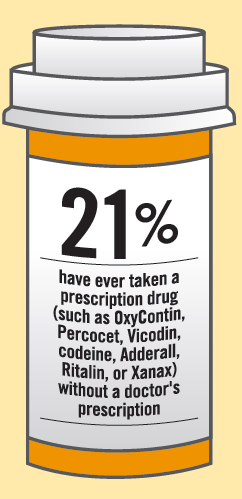 21%
have ever taken a
prescription drug
(such as OxyContin,
Percocet, Vicodin,
codeine, Adderall,
Ritalin, or Xanax)
without a doctor's
prescription